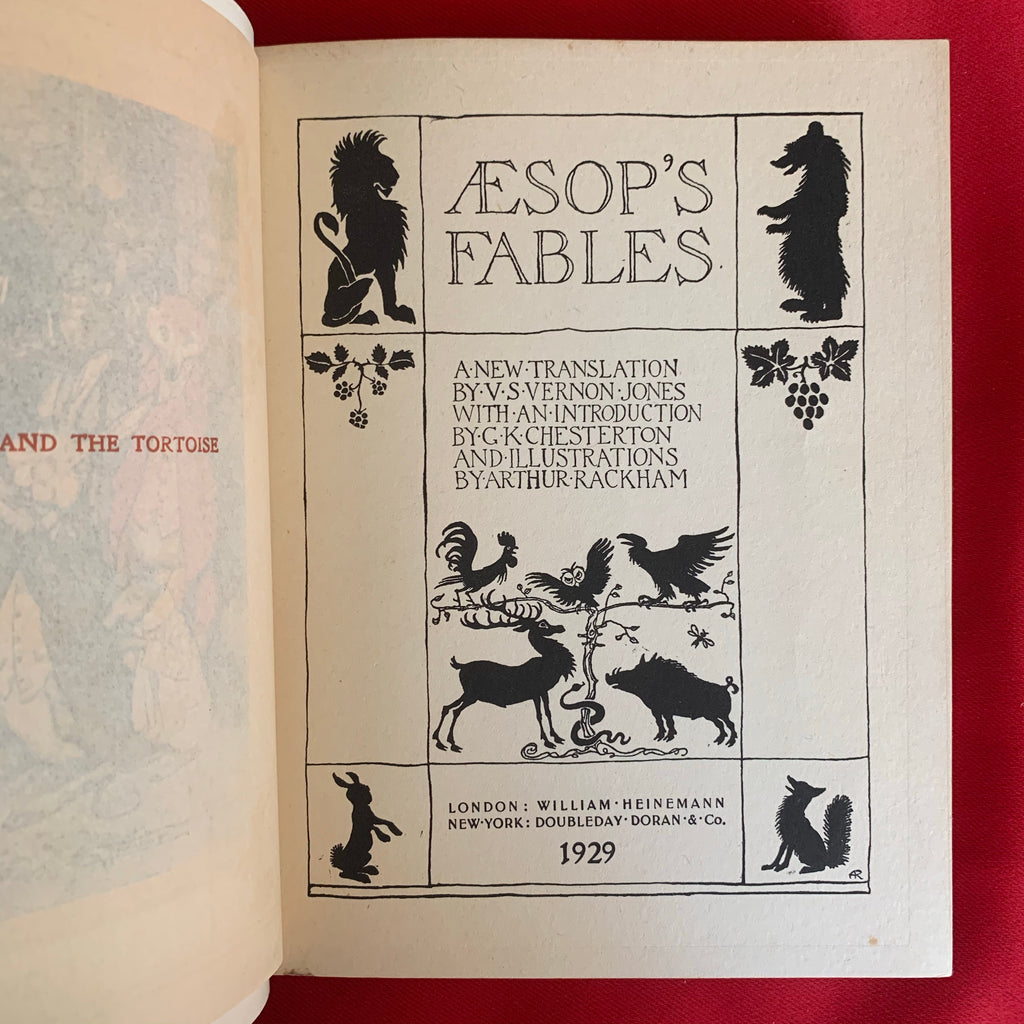 AND THE TORTOISE
ÆSOP'S
FABLES
A·NEW·TRANSLATION
BY·V·S·VERNON·JONES
WITH·AN·INTRODUCTION
BY·G·K·CHESTERTON
AND·ILLUSTRATIONS
BY·ARTHUR·RACKHAM
LONDON: WILLIAM·HEINEMANN
NEW·YORK: DOUBLEDAY·DORAN·&·Co.
1929
AR